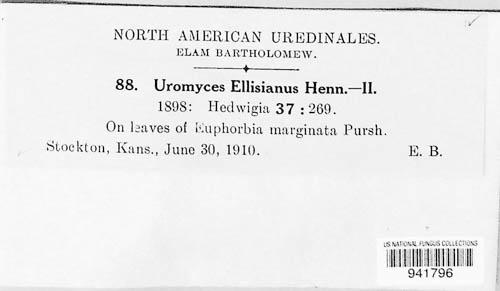 NORTH AMERICAN UREDINALES.
ELAM BARTHOLOMEW.
88. Uromyces Ellisianus Henn.—II.
1898: Hedwigia 37 : 269.
On leaves of Euphorbia marginata Pursh.
Stockton, Kans., June 30, 1910. E. B.
US NATIONAL FUNGUS COLLECTIONS
941796